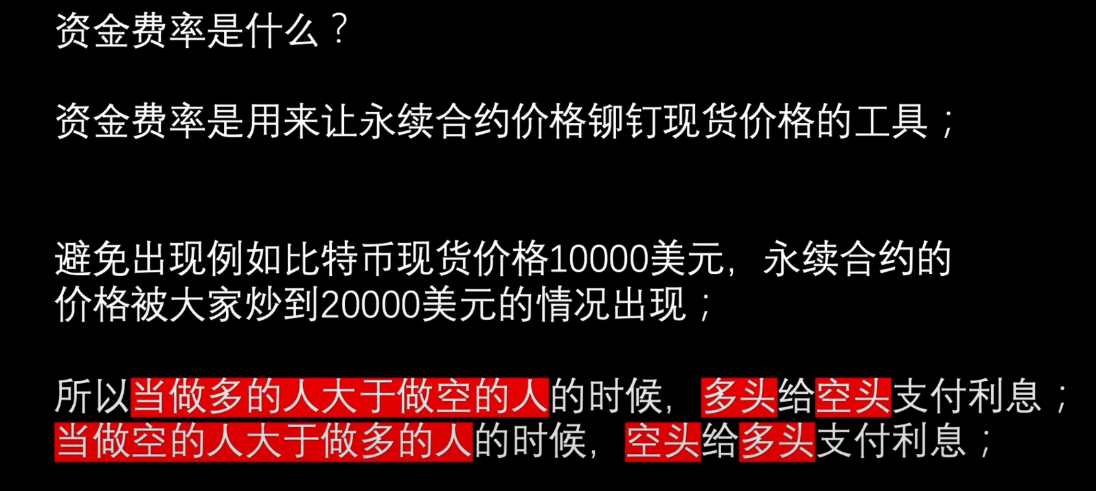 资金费率是什么？
资金费率是用来让永续合约价格铆钉现货价格的工具；
避免出现例如比特币现货价格10000美元，永续合约的
价格被大家炒到20000美元的情况出现；
所以当做多的人大于做空的人的时候，多头给空头支付利息；
当做空的人大于做多的人的时候，空头给多头支付利息；